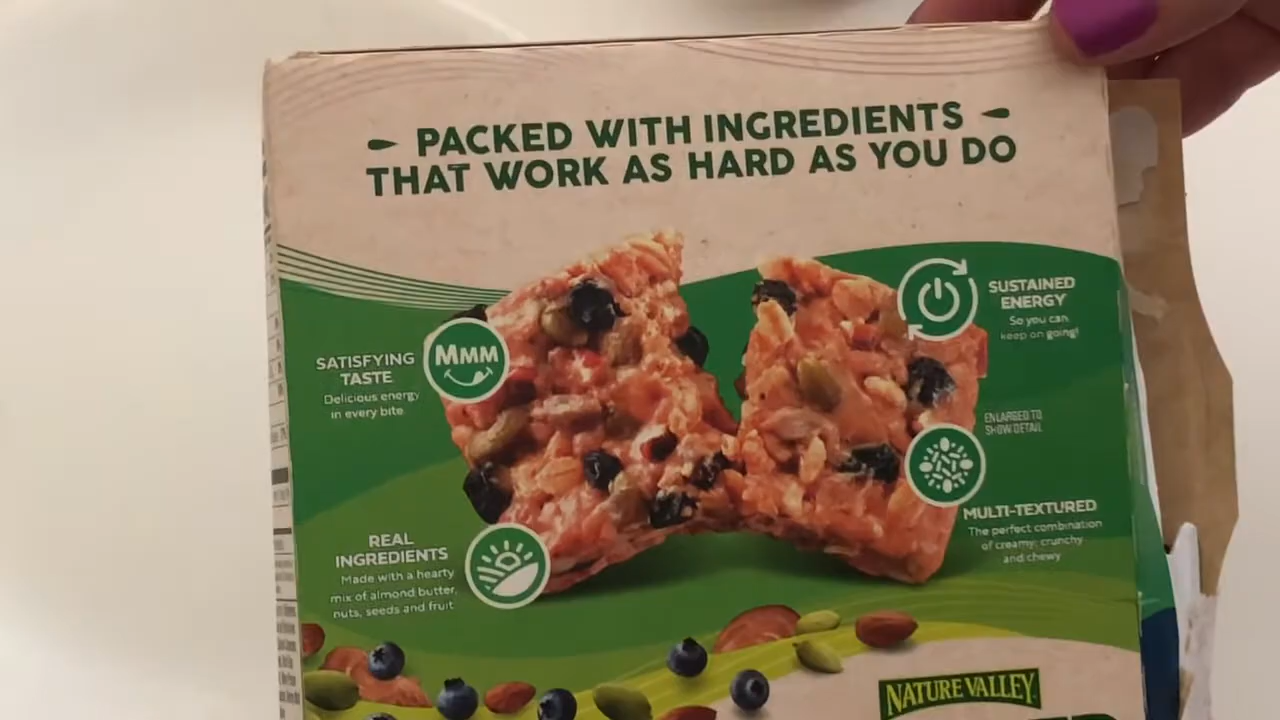 PACKED WITH INGREDIENTS
THAT WORK AS HARD AS YOU DO
MMM
SATISFYING
TASTE
Delicious energy
in every bite
SUSTAINED
ENERGY
So you can
keep on going!
ENLARGED TO
SHOW DETAIL
REAL
INGREDIENTS
Made with a hearty
mix of almond butter,
nuts, seeds and fruit
MULTI-TEXTURED
The perfect combination
of creamy, crunchy
and chewy
NATURE VALLEY